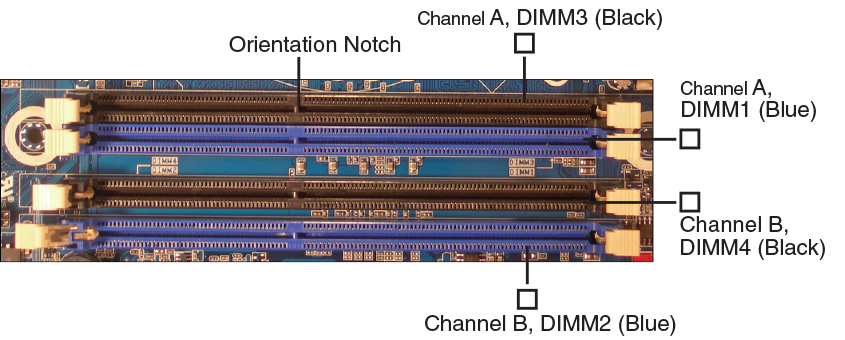 Channel A, DIMM3 (Black)
Orientation Notch
Channel A,
DIMM1 (Blue)
DIMM4
DIMM2
DIMM3
DIMM1
Channel B,
DIMM4 (Black)
Channel B, DIMM2 (Blue)